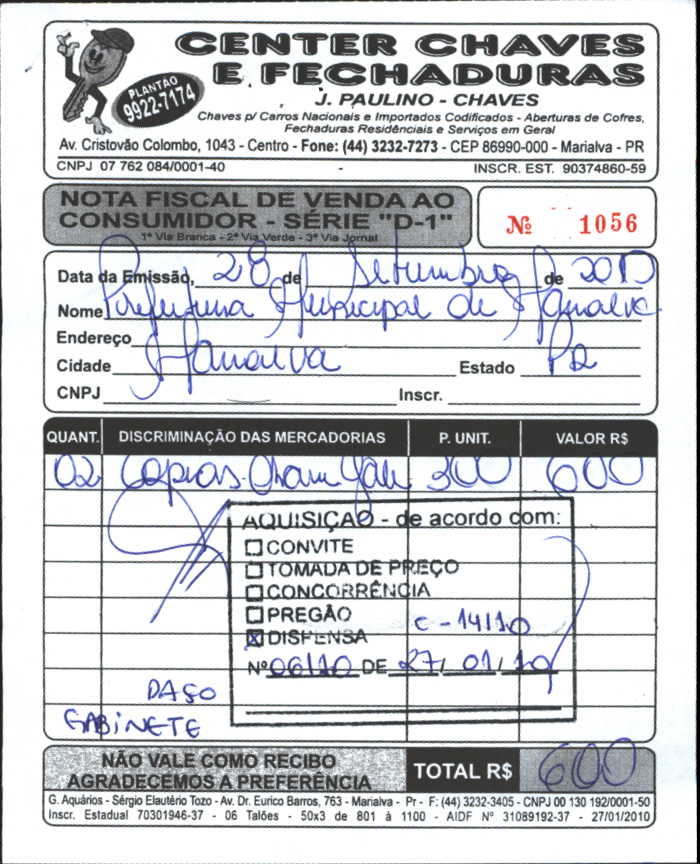 CENTER CHAVES
E FECHADURAS
PLANTÃO
9922-7174
J. PAULINO - CHAVES
Chaves p/ Carros Nacionais e Importados Codificados - Aberturas de Cofres,
Fechaduras Residênciais e Serviços em Geral
Av. Cristovão Colombo, 1043 - Centro - Fone: (44) 3232-7273 - CEP 86990-000 - Marialva - PR
CNPJ 07 762 084/0001-40 - INSCR. EST. 90374860-59
NOTA FISCAL DE VENDA AO
CONSUMIDOR - SÉRIE "D-1"
1ª Via Branca - 2ª Via Verde - 3ª Via Jornal
Nº 1056
Data da Emissão, 28 de Setembro de 2010
Nome Prefeitura Municipal de Marialva
Endereço
Cidade Marialva Estado PR
CNPJ Inscr.
QUANT. DISCRIMINAÇÃO DAS MERCADORIAS P. UNIT. VALOR R$
02 Copias Chave Yale 300 600
AQUISIÇÃO - de acordo com:
CONVITE
TOMADA DE PREÇO
CONCORRÊNCIA
PREGÃO C-14110
X DISPENSA
Nº 06/10 DE 27/01/10
DASO
GABINETE
NÃO VALE COMO RECIBO
AGRADECEMOS A PREFERÊNCIA
TOTAL R$ 600
G. Aquários - Sérgio Elautério Tozo - Av. Dr. Eurico Barros, 763 - Marialva - Pr - F: (44) 3232-3405 - CNPJ 00 130 192/0001-50
Inscr. Estadual 70301946-37 - 06 Talões - 50x3 de 801 à 1100 - AIDF Nº 31089192-37 - 27/01/2010